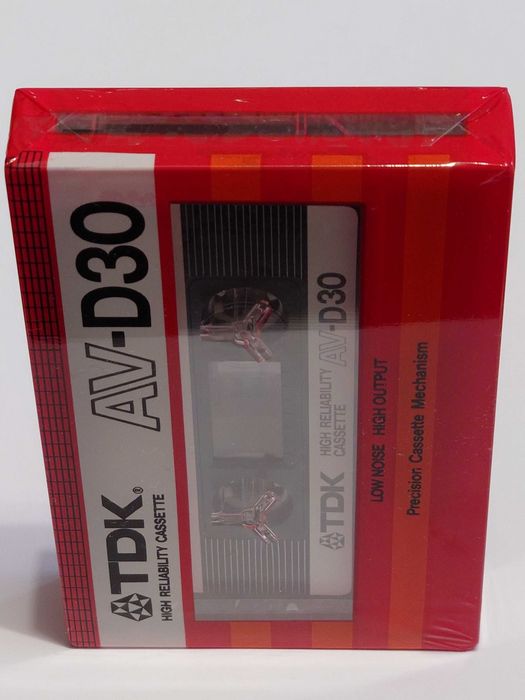 TDK® AV-D30
HIGH RELIABILITY CASSETTE
TDK HIGH RELIABILITY
CASSETTE AV-D30
LOW NOISE HIGH OUTPUT
Precision Cassette Mechanism